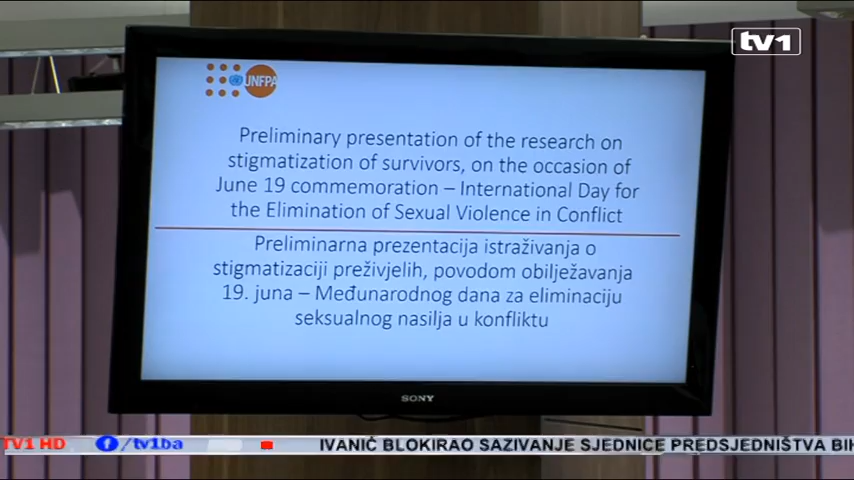 tv1
UNFPA
Preliminary presentation of the research on
stigmatization of survivors, on the occasion of
June 19 commemoration – International Day for
the Elimination of Sexual Violence in Conflict
Preliminarna prezentacija istraživanja o
stigmatizaciji preživjelih, povodom obilježavanja
19. juna – Međunarodnog dana za eliminaciju
seksualnog nasilja u konfliktu
SONY
TV1 HD f /tv1ba IVANIĆ BLOKIRAO SAZIVANJE SJEDNICE PREDSJEDNIŠTVA BIH